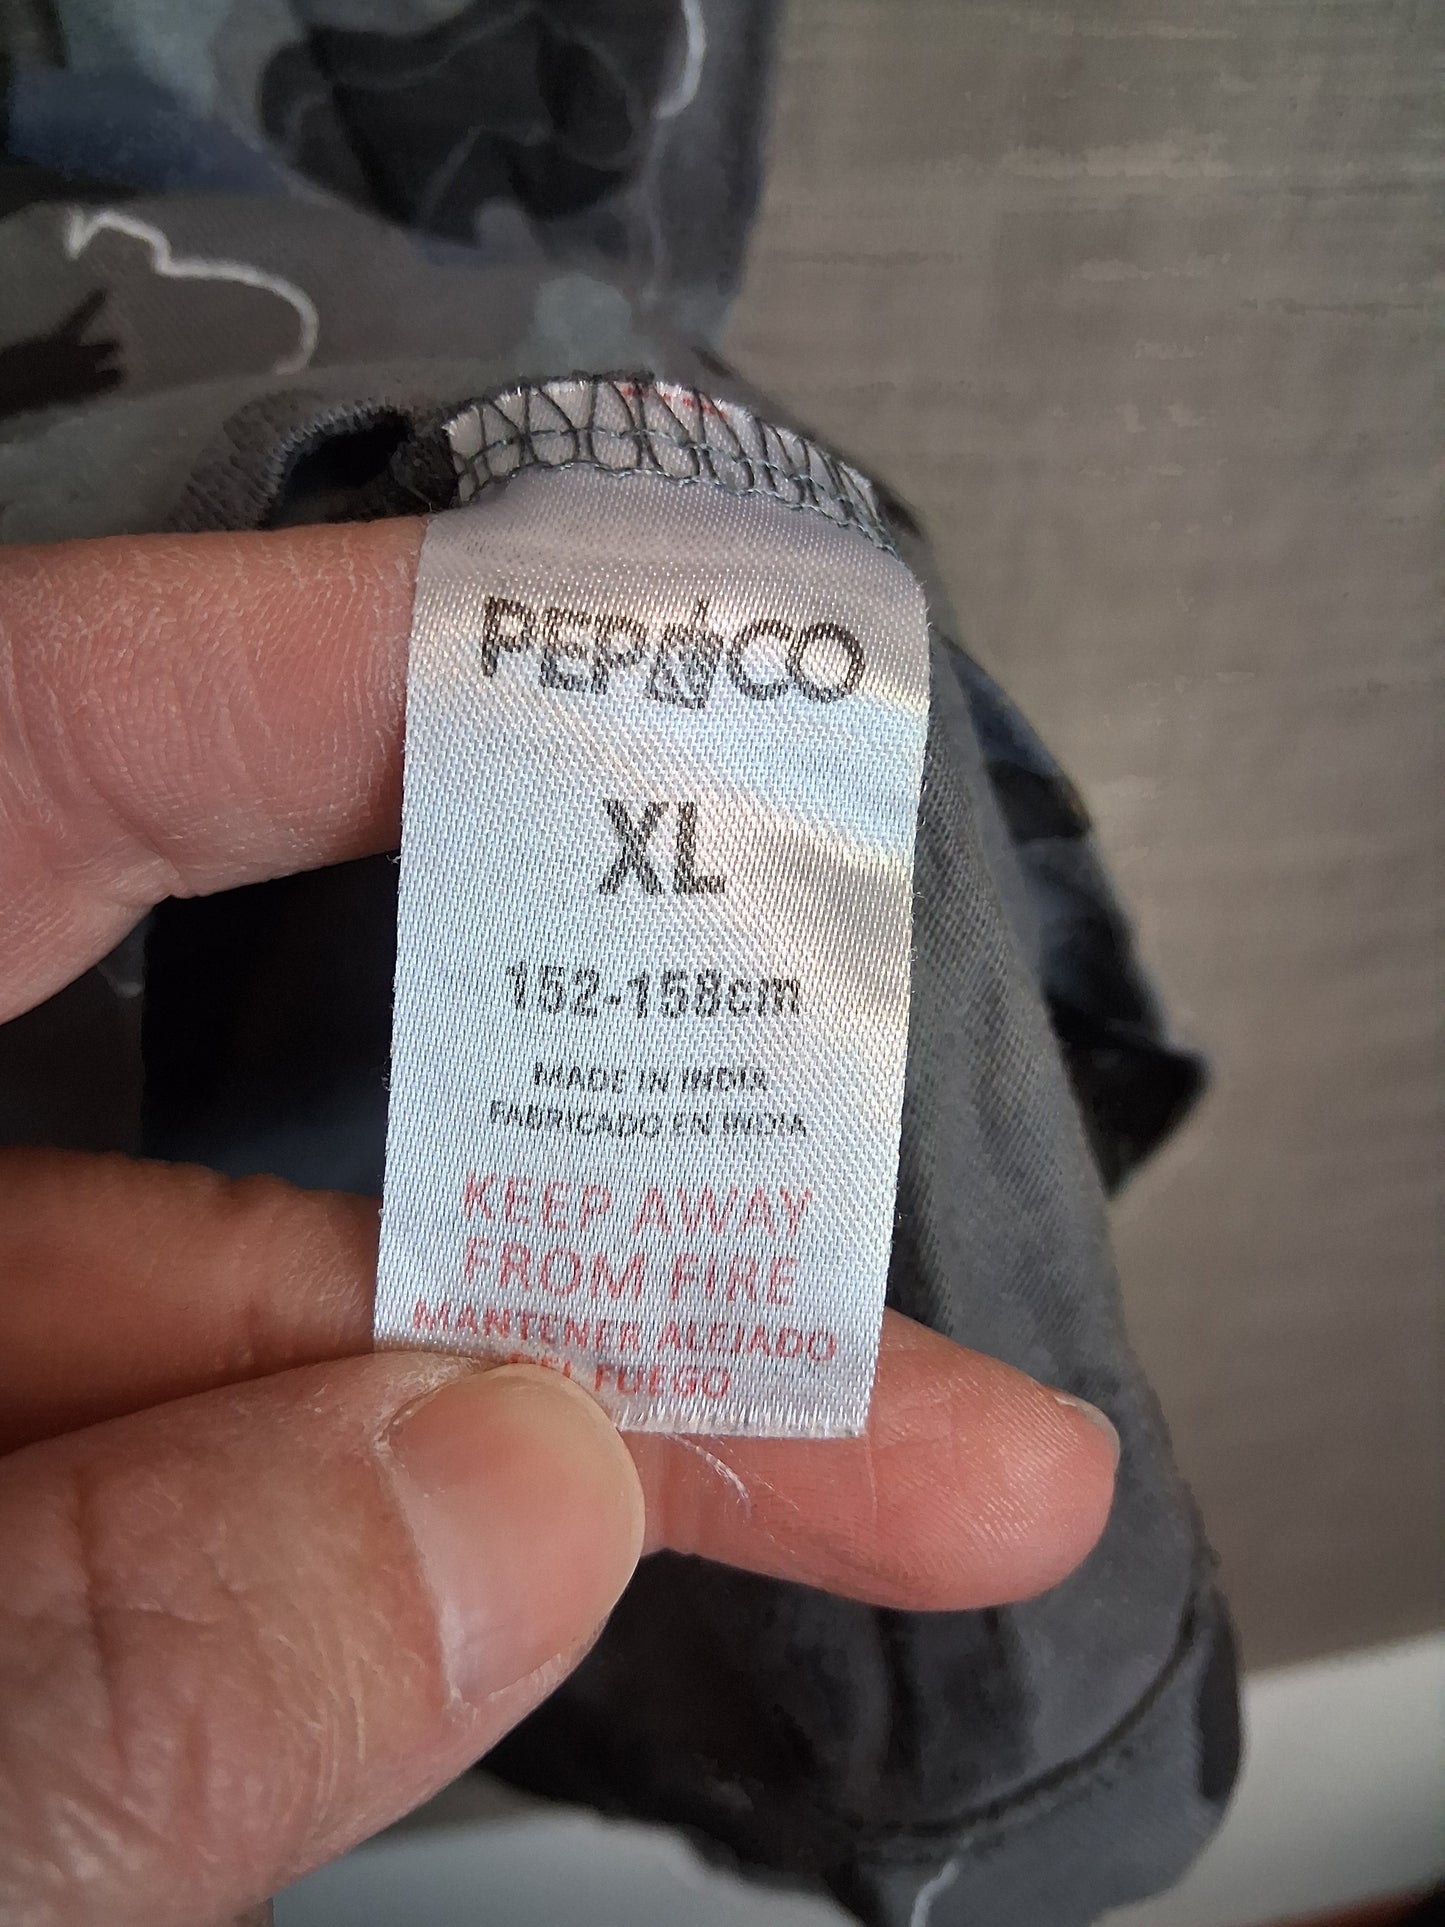 PEP&CO
XL
152-158cm
MADE IN INDIA
FABRICADO EN INDIA
KEEP AWAY
FROM FIRE
MANTENER ALEJADO
DEL FUEGO